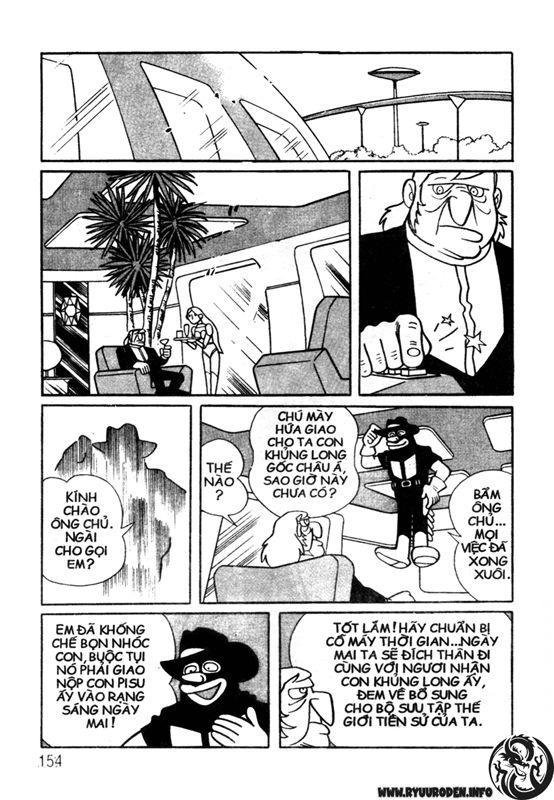 KÍNH
CHÀO
ÔNG CHỦ.
NGÀI
CHO GỌI
EM?
THẾ
NÀO
?
CHÚ MÀY
HỨA GIAO
CHO TA CON
KHỦNG LONG
GỐC CHÂU Á,
SAO GIỜ NÀY
CHƯA CÓ?
BẨM
ÔNG
CHỦ...
MỌI
VIỆC ĐÃ
XONG
XUÔI.
EM ĐÃ KHỐNG
CHẾ BỌN NHÓC
CON, BUỘC TỤI
NÓ PHẢI GIAO
NỘP CON PISU
ẤY VÀO RẠNG
SÁNG NGÀY
MAI!
TỐT LẮM! HÃY CHUẨN BỊ
CỖ MÁY THỜI GIAN...NGÀY
MAI TA SẼ ĐÍCH THÂN ĐI
CÙNG VỚI NGƯƠI NHẬN
CON KHỦNG LONG ẤY,
ĐEM VỀ BỔ SUNG
CHO BỘ SƯU TẬP THẾ
GIỚI TIỀN SỬ CỦA TA.
154
WWW.RYUURODEN.INFO